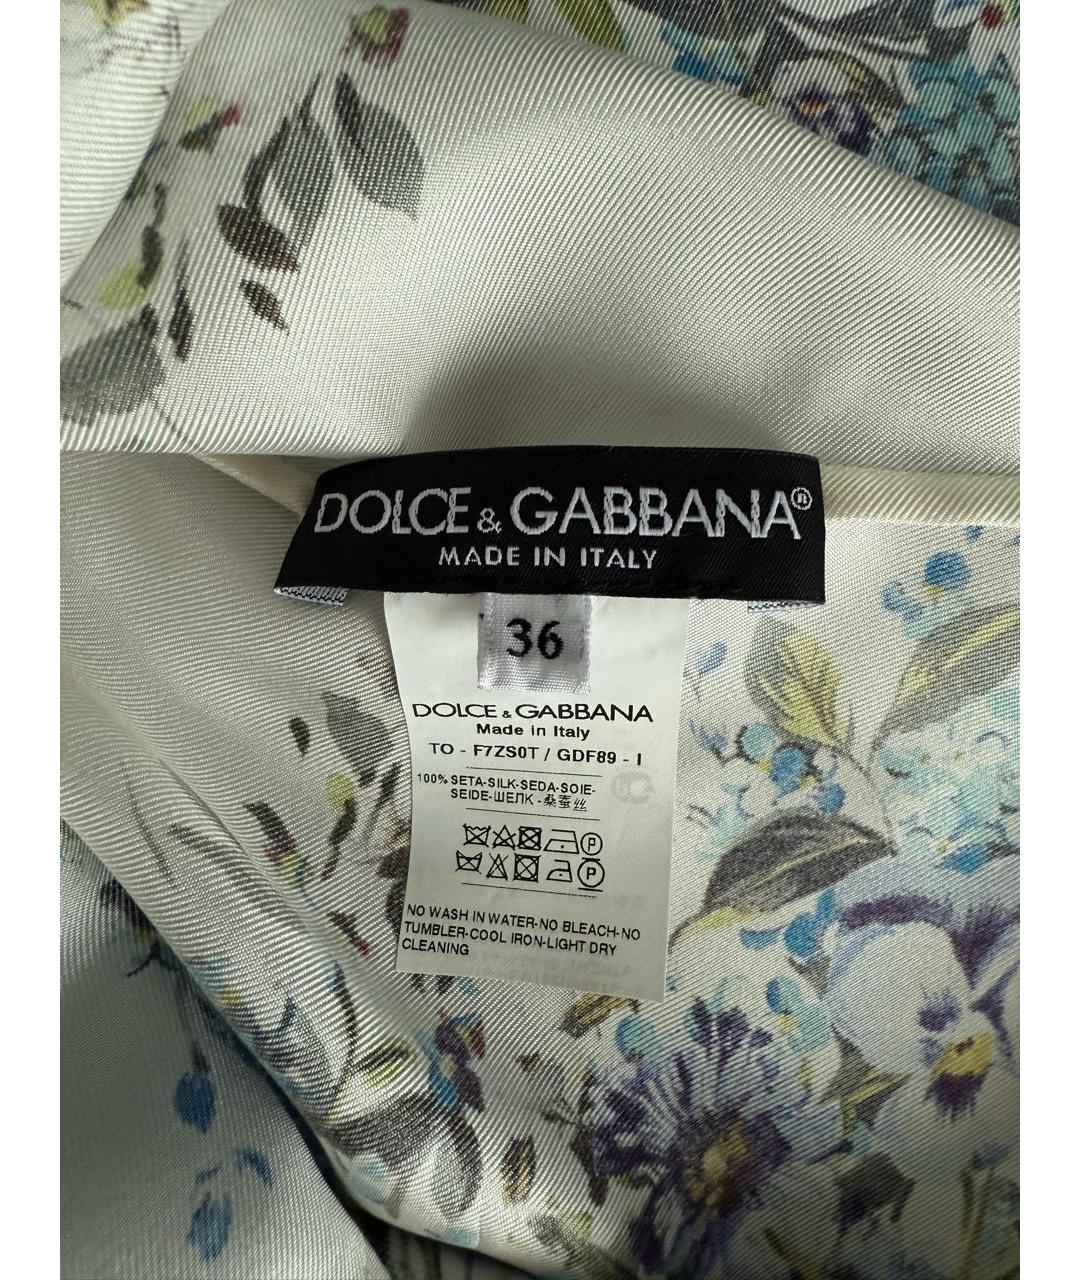 DOLCE & GABBANA®
MADE IN ITALY
36
DOLCE & GABBANA
Made in Italy
TO - F7ZS0T / GDF89 - I
100% SETA-SILK-SEDA-SOIE-
SEIDE-ШЕЛК-桑蚕丝
P
P
NO WASH IN WATER-NO BLEACH-NO
TUMBLER-COOL IRON-LIGHT DRY
CLEANING